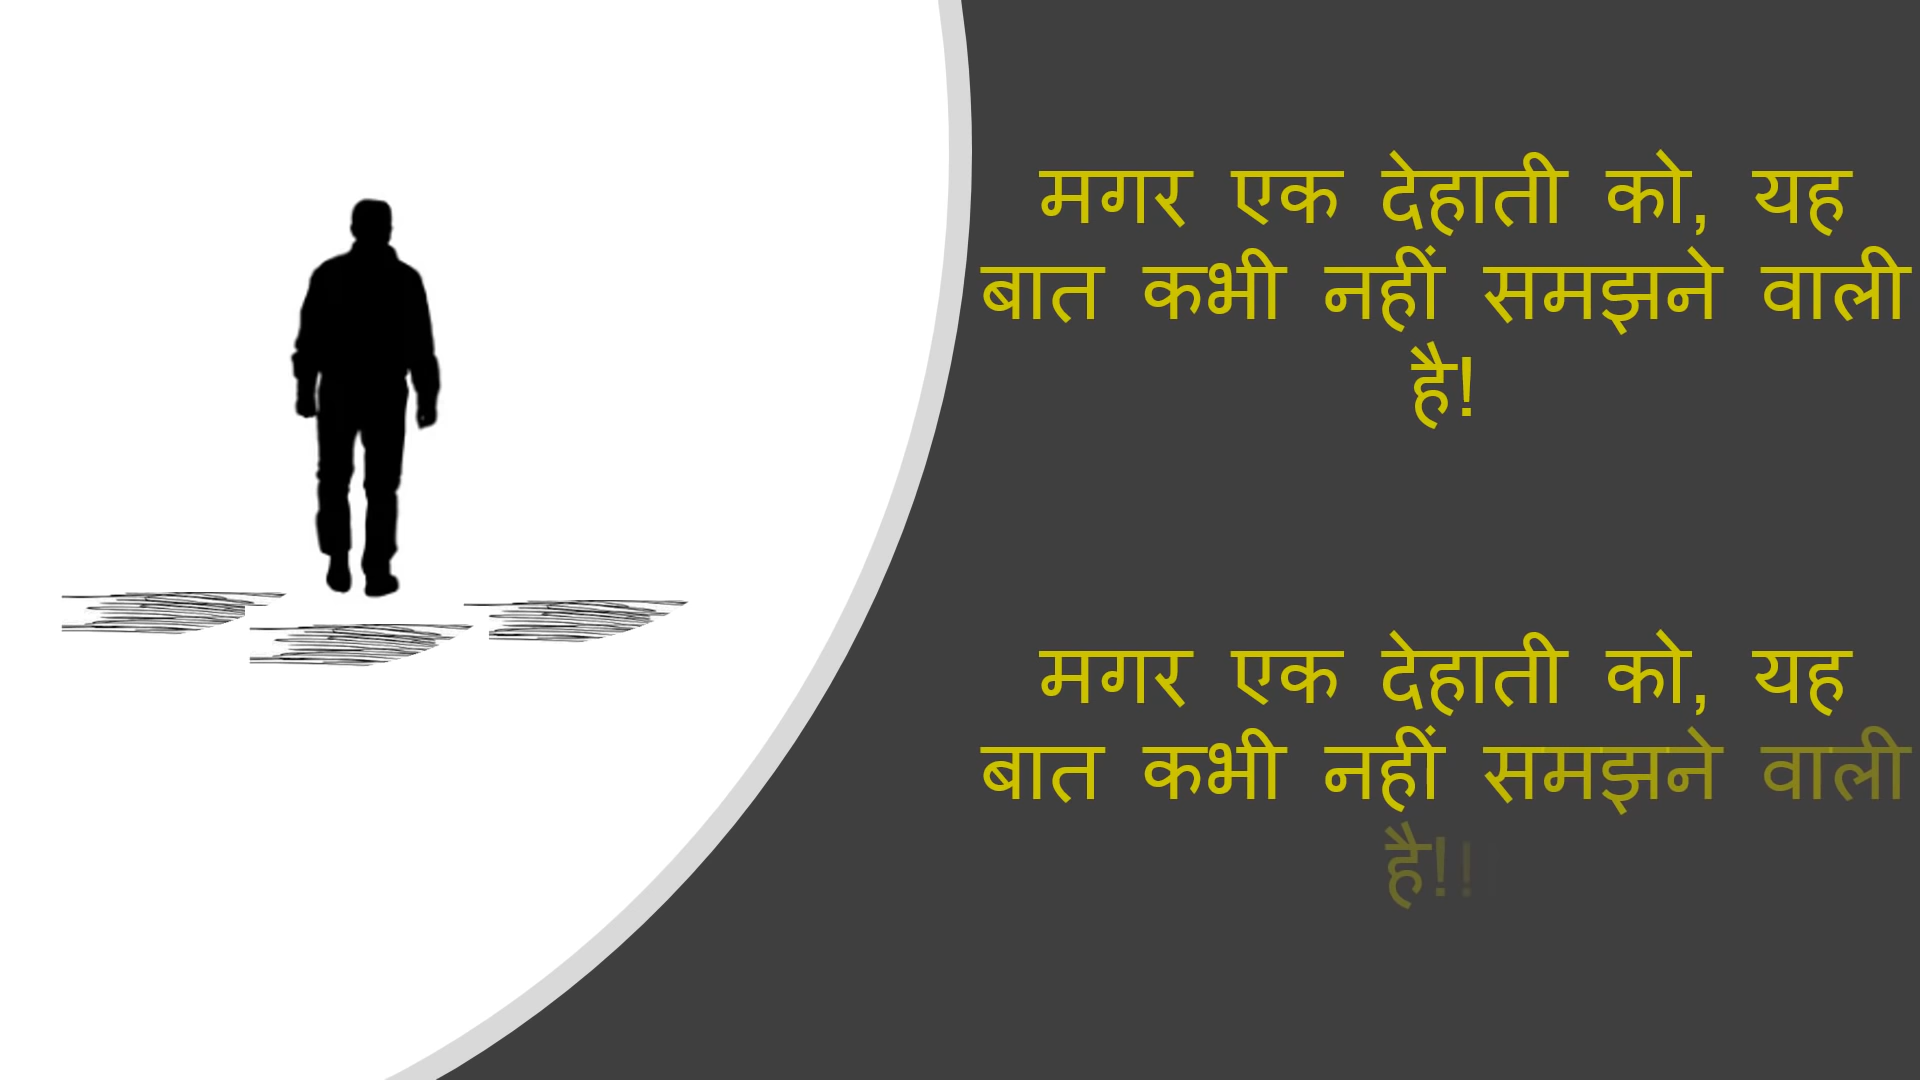 मगर एक देहाती को, यह
बात कभी नहीं समझने वाली
है!
मगर एक देहाती को, यह
बात कभी नहीं समझने वाली
है!!